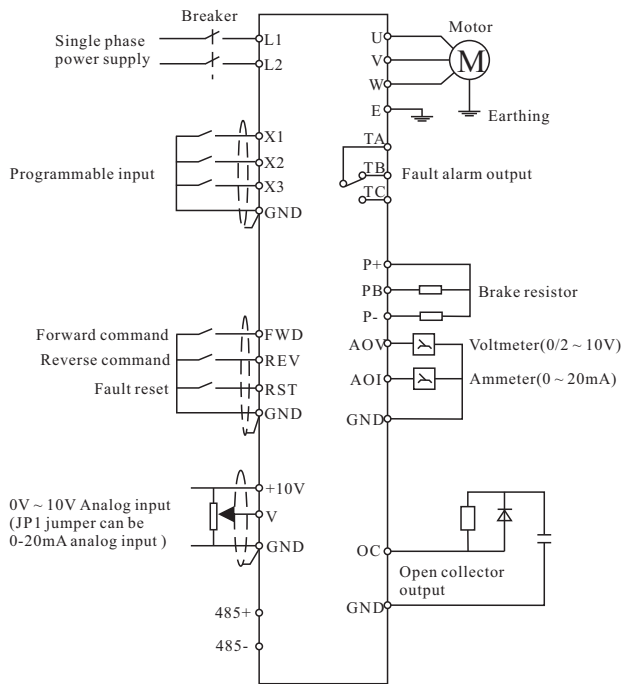 Breaker
Single phase
power supply
L1
L2
Programmable input
X1
X2
X3
GND
Forward command
Reverse command
Fault reset
FWD
REV
RST
GND
0V ~ 10V Analog input
(JP1 jumper can be
0-20mA analog input )
+10V
V
GND
485+
485-
Motor
U
V
W
M
E
Earthing
TA
TB
TC
Fault alarm output
P+
PB
P-
Brake resistor
AOV
Voltmeter(0/2 ~ 10V)
AOI
Ammeter(0 ~ 20mA)
GND
OC
Open collector
output
GND